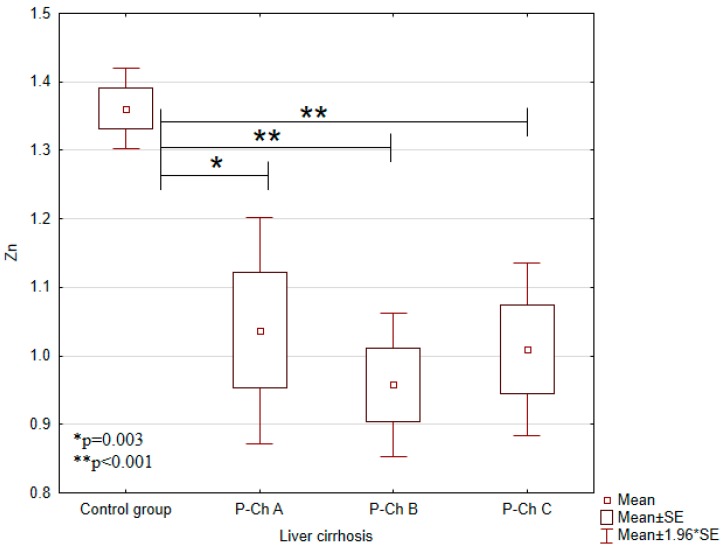 1.5
1.4
1.3
1.2
1.1
1.0
0.9
0.8
Zn
**
**
*
*p=0.003
**p<0.001
Control group P-Ch A P-Ch B P-Ch C
Liver cirrhosis
Mean
Mean±SE
Mean±1.96*SE